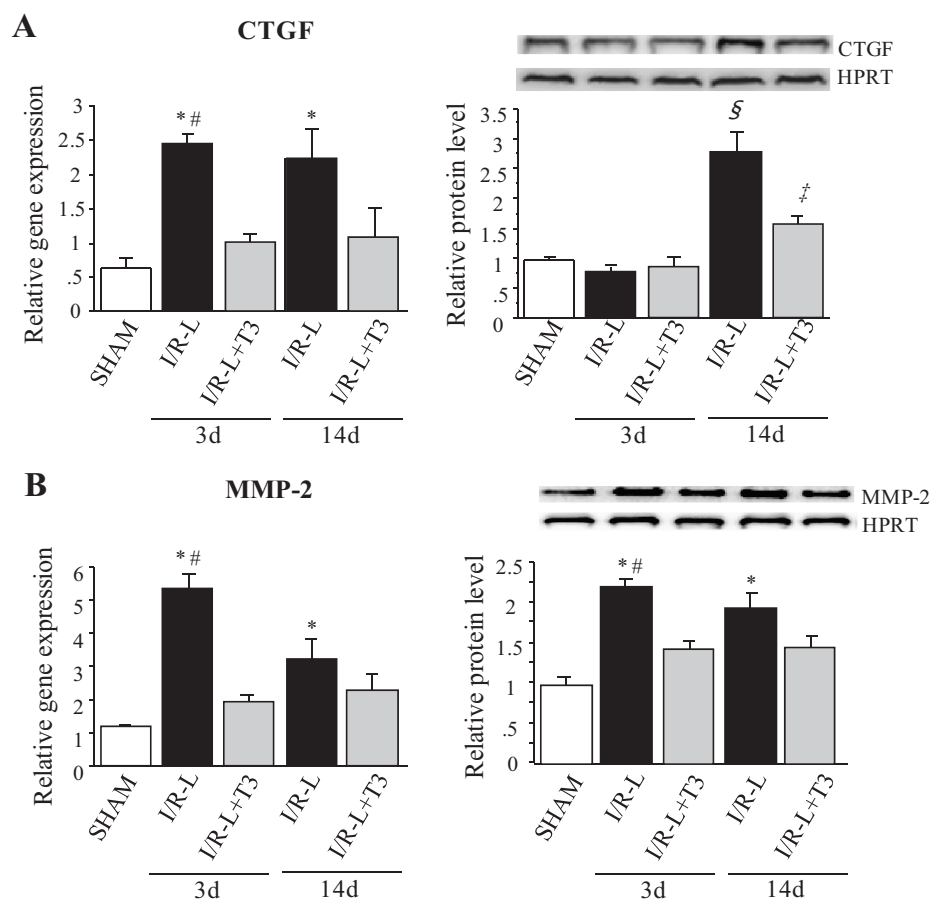 A
CTGF
CTGF
HPRT
Relative gene expression
3
2.5
2
1.5
1
.5
0
* #
*
SHAM
I/R-L
I/R-L+T3
I/R-L
I/R-L+T3
3d
14d
Relative protein level
3.5
3
2.5
2
1.5
1
.5
0
§
‡
SHAM
I/R-L
I/R-L+T3
I/R-L
I/R-L+T3
3d
14d
B
MMP-2
MMP-2
HPRT
Relative gene expression
6
5
4
3
2
1
0
* #
*
SHAM
I/R-L
I/R-L+T3
I/R-L
I/R-L+T3
3d
14d
Relative protein level
2.5
2
1.5
1
.5
0
* #
*
SHAM
I/R-L
I/R-L+T3
I/R-L
I/R-L+T3
3d
14d